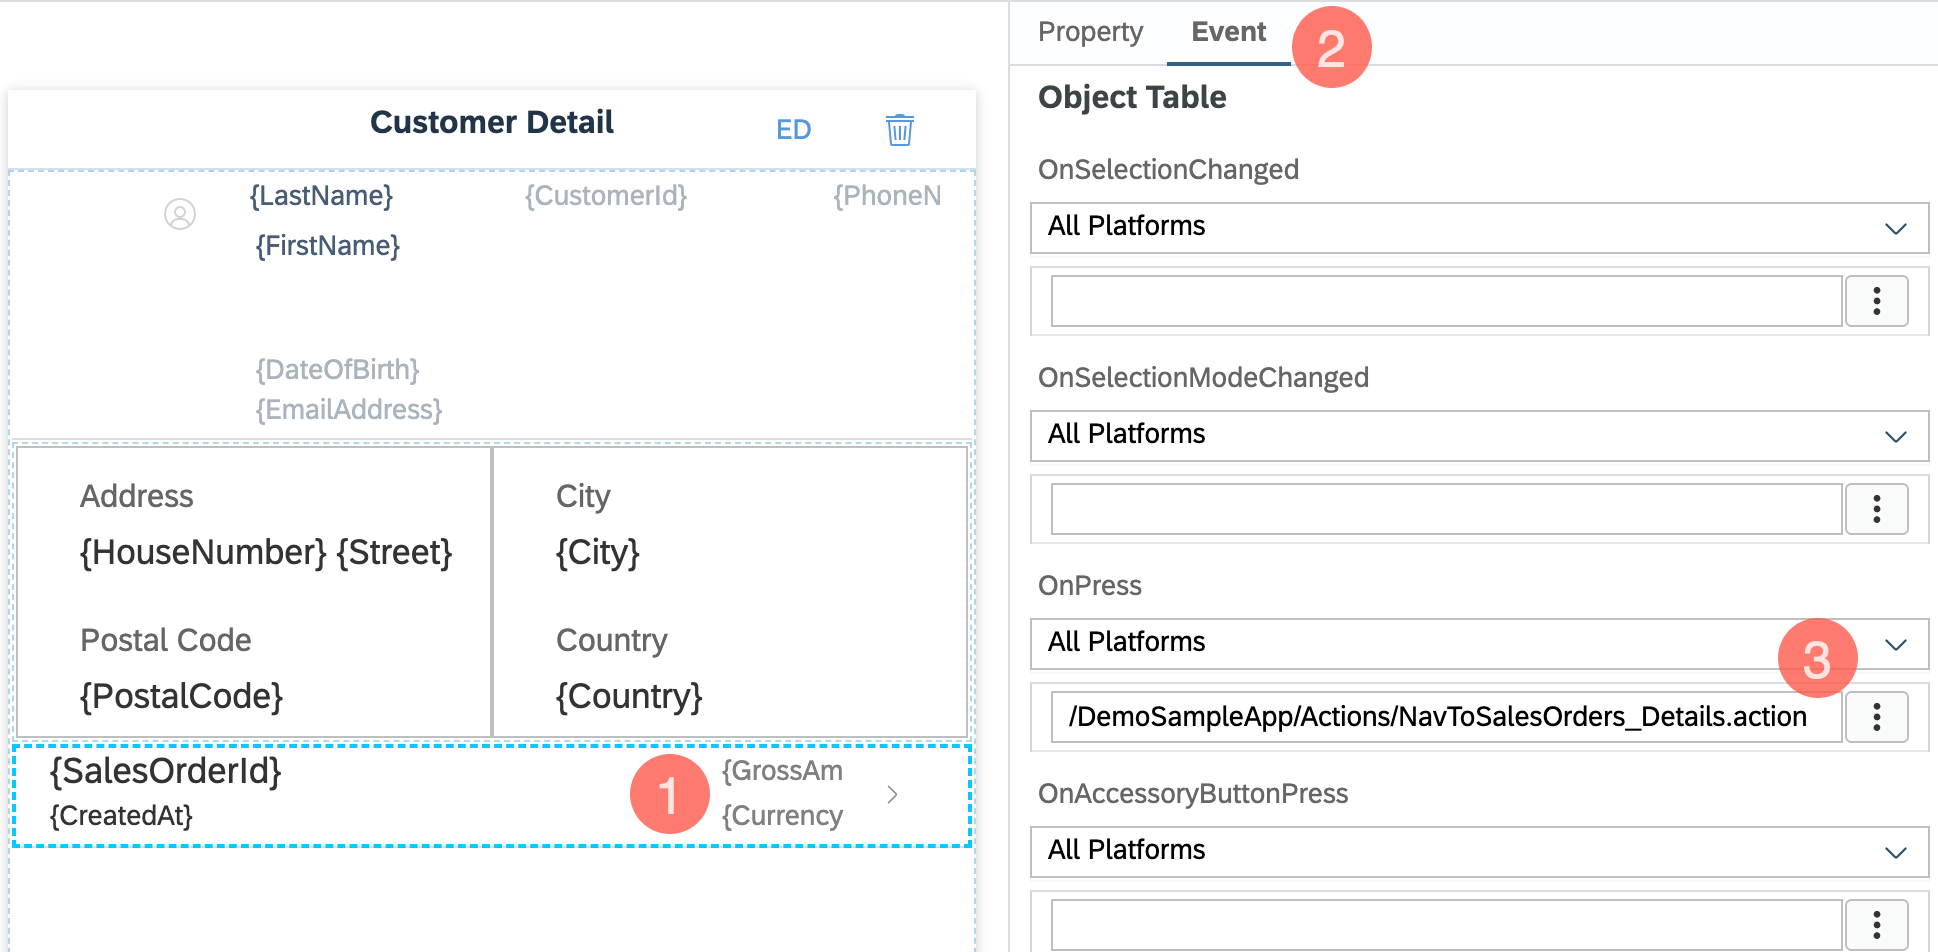 Customer Detail
ED
{LastName}
{CustomerId}
{PhoneN
{FirstName}
{DateOfBirth}
{EmailAddress}
Address
City
{HouseNumber} {Street}
{City}
Postal Code
Country
{PostalCode}
{Country}
{SalesOrderId}
1
{GrossAm
{CreatedAt}
{Currency
Property
Event
2
Object Table
OnSelectionChanged
All Platforms
OnSelectionModeChanged
All Platforms
OnPress
All Platforms
3
/DemoSampleApp/Actions/NavToSalesOrders_Details.action
OnAccessoryButtonPress
All Platforms